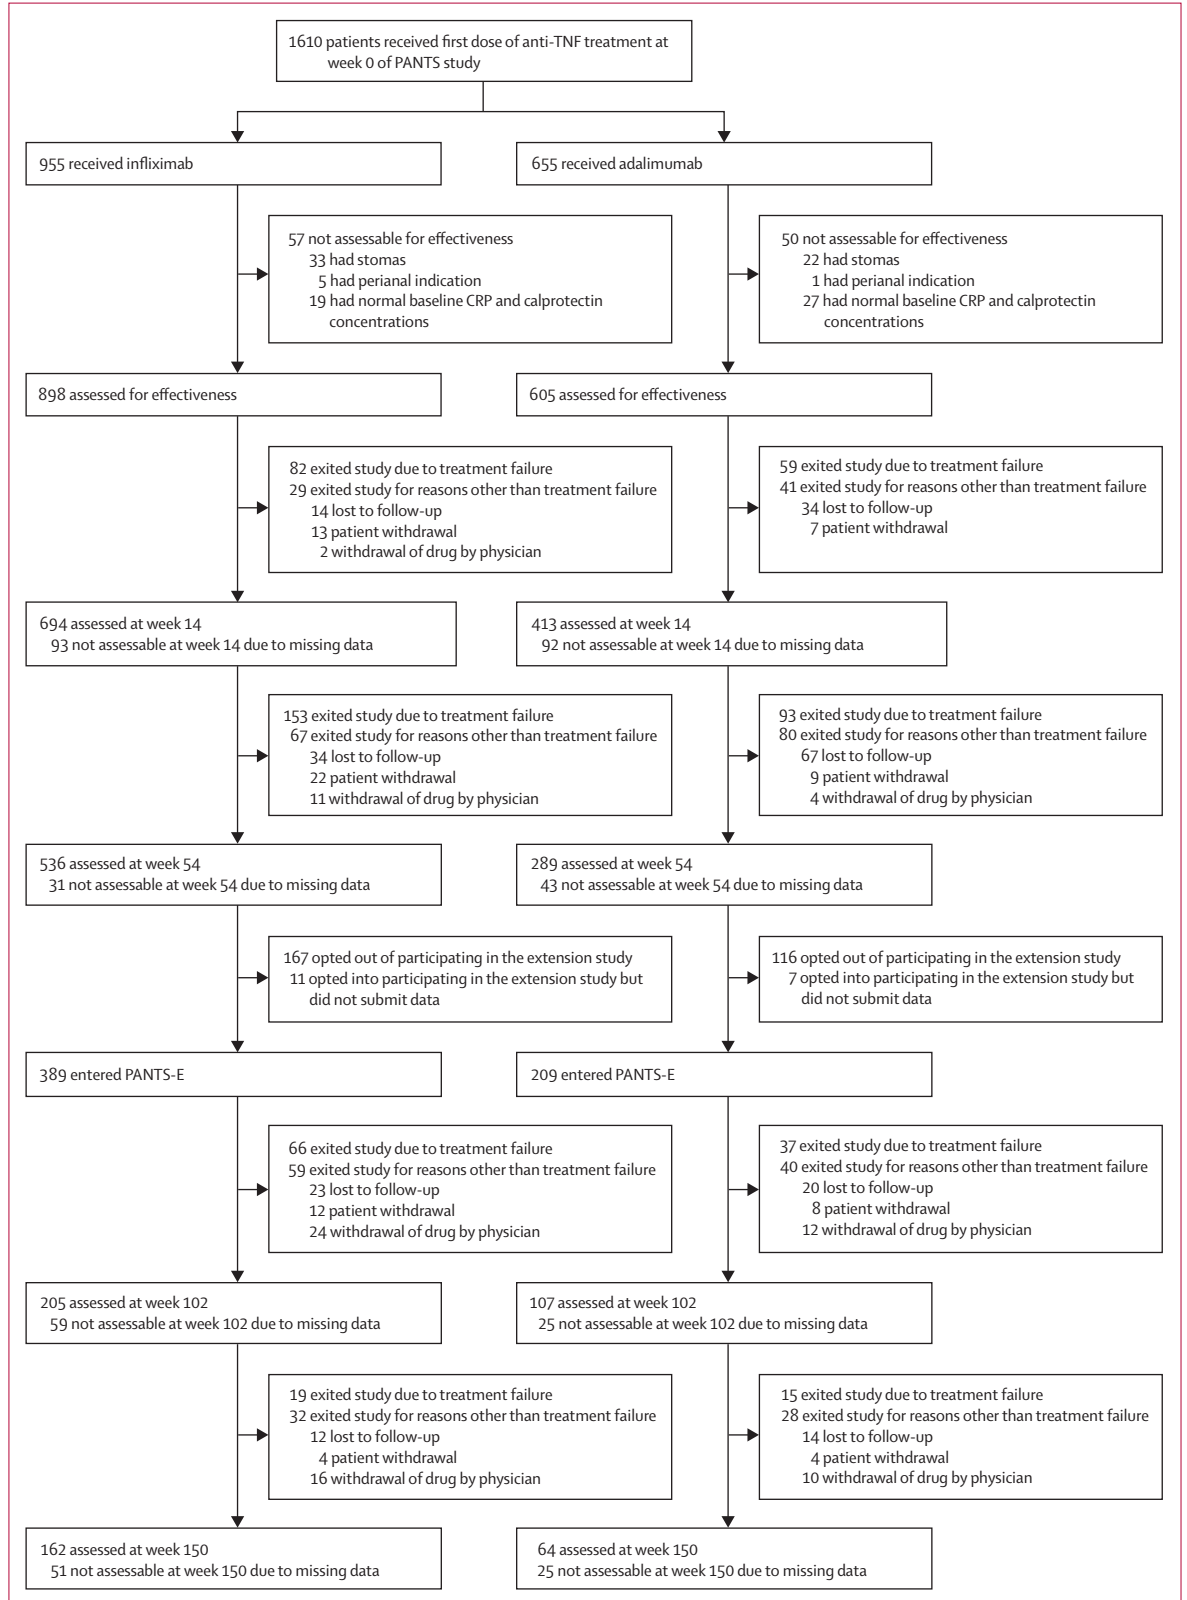 1610 patients received first dose of anti-TNF treatment at
week 0 of PANTS study
955 received infliximab
655 received adalimumab
57 not assessable for effectiveness
33 had stomas
5 had perianal indication
19 had normal baseline CRP and calprotectin
concentrations
50 not assessable for effectiveness
22 had stomas
1 had perianal indication
27 had normal baseline CRP and calprotectin
concentrations
898 assessed for effectiveness
605 assessed for effectiveness
82 exited study due to treatment failure
29 exited study for reasons other than treatment failure
14 lost to follow-up
13 patient withdrawal
2 withdrawal of drug by physician
59 exited study due to treatment failure
41 exited study for reasons other than treatment failure
34 lost to follow-up
7 patient withdrawal
694 assessed at week 14
93 not assessable at week 14 due to missing data
413 assessed at week 14
92 not assessable at week 14 due to missing data
153 exited study due to treatment failure
67 exited study for reasons other than treatment failure
34 lost to follow-up
22 patient withdrawal
11 withdrawal of drug by physician
93 exited study due to treatment failure
80 exited study for reasons other than treatment failure
67 lost to follow-up
9 patient withdrawal
4 withdrawal of drug by physician
536 assessed at week 54
31 not assessable at week 54 due to missing data
289 assessed at week 54
43 not assessable at week 54 due to missing data
167 opted out of participating in the extension study
11 opted into participating in the extension study but
did not submit data
116 opted out of participating in the extension study
7 opted into participating in the extension study but
did not submit data
389 entered PANTS-E
209 entered PANTS-E
66 exited study due to treatment failure
59 exited study for reasons other than treatment failure
23 lost to follow-up
12 patient withdrawal
24 withdrawal of drug by physician
37 exited study due to treatment failure
40 exited study for reasons other than treatment failure
20 lost to follow-up
8 patient withdrawal
12 withdrawal of drug by physician
205 assessed at week 102
59 not assessable at week 102 due to missing data
107 assessed at week 102
25 not assessable at week 102 due to missing data
19 exited study due to treatment failure
32 exited study for reasons other than treatment failure
12 lost to follow-up
4 patient withdrawal
16 withdrawal of drug by physician
15 exited study due to treatment failure
28 exited study for reasons other than treatment failure
14 lost to follow-up
4 patient withdrawal
10 withdrawal of drug by physician
162 assessed at week 150
51 not assessable at week 150 due to missing data
64 assessed at week 150
25 not assessable at week 150 due to missing data